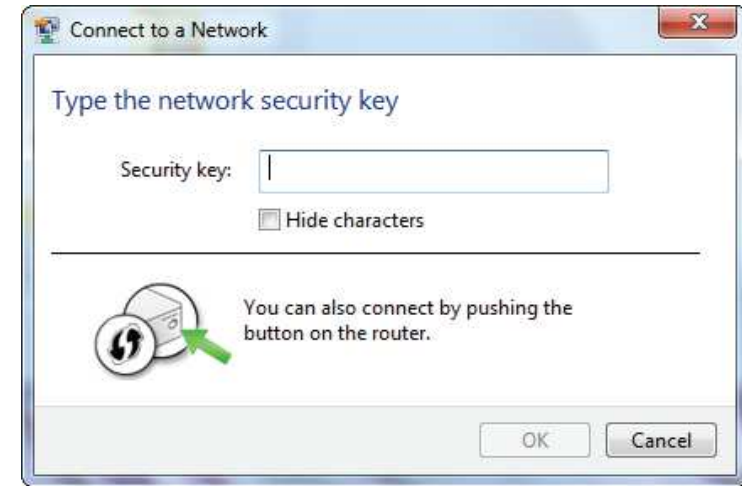 Connect to a Network
Type the network security key
Security key:
Hide characters
You can also connect by pushing the
button on the router.
OK
Cancel